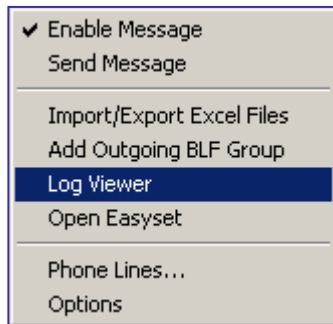 Enable Message
Send Message
Import/Export Excel Files
Add Outgoing BLF Group
Log Viewer
Open Easyset
Phone Lines...
Options